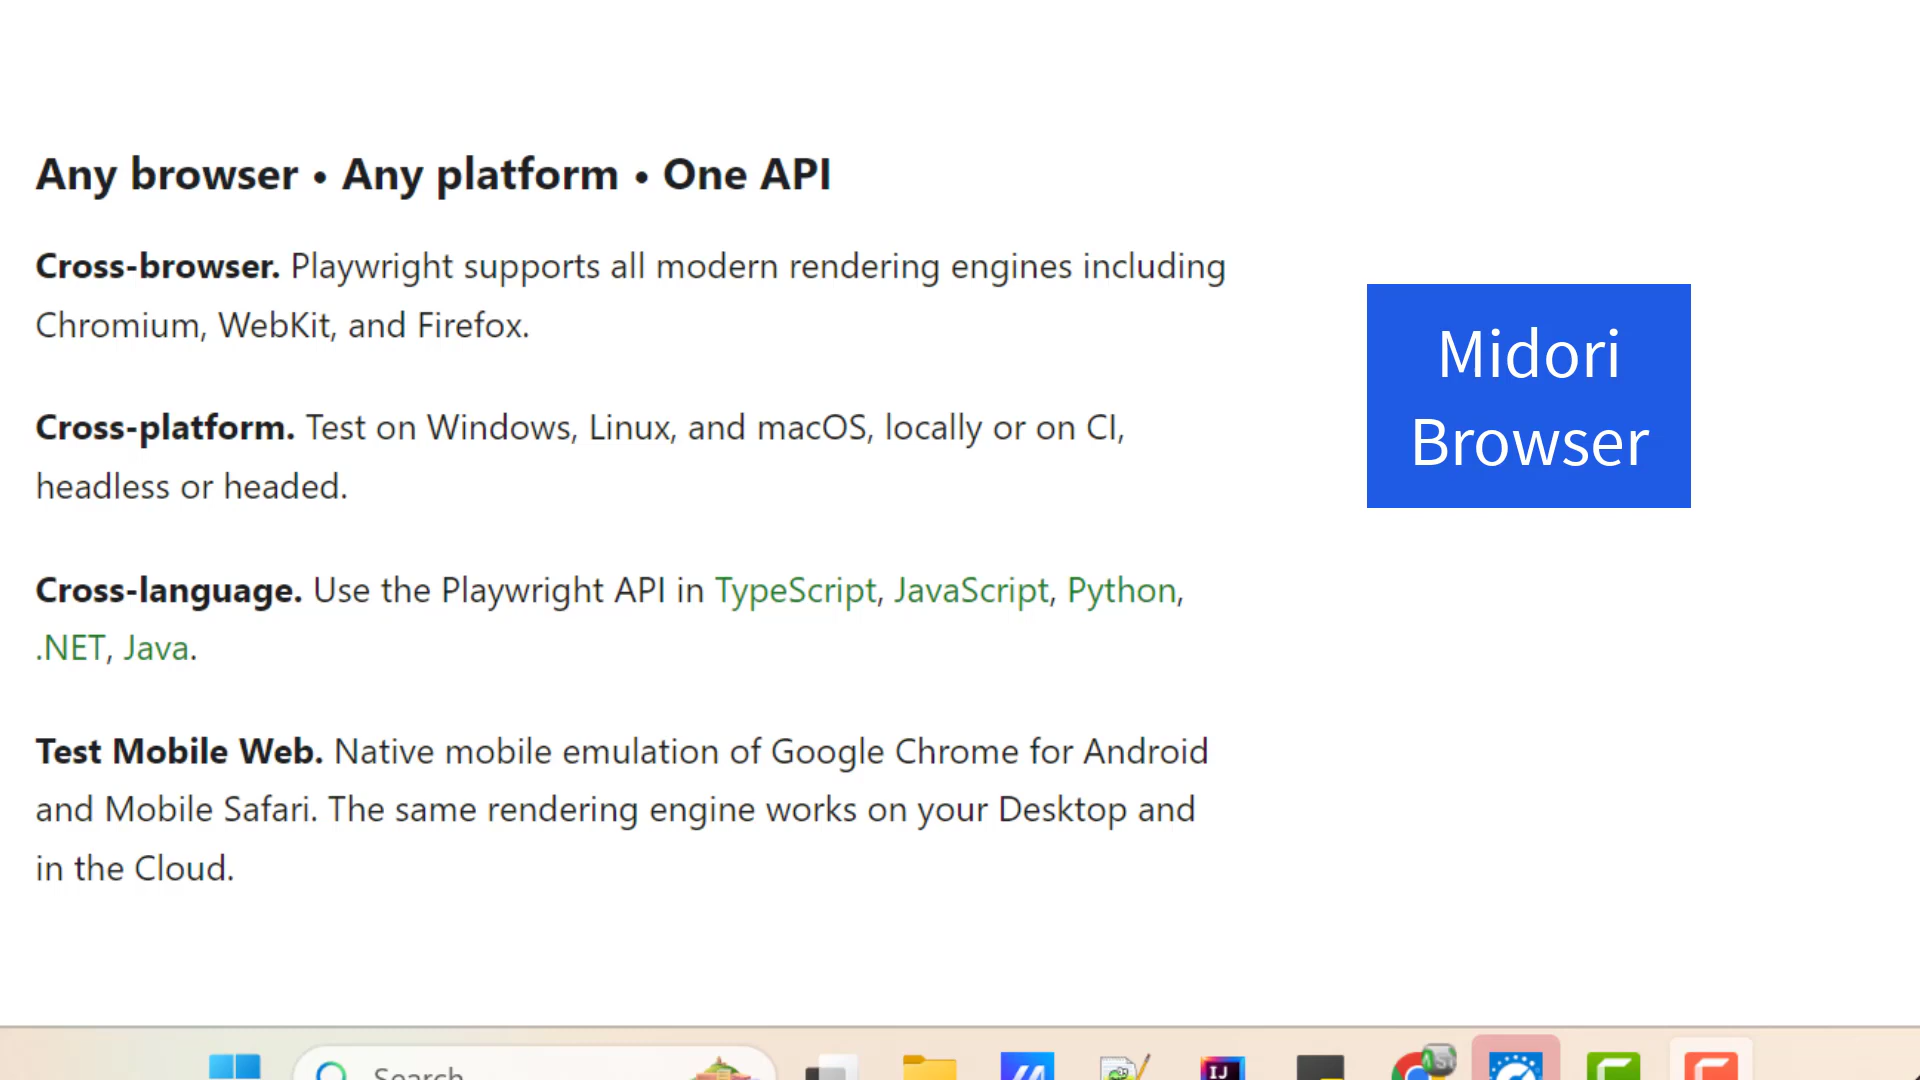 Any browser • Any platform • One API
Cross-browser. Playwright supports all modern rendering engines including
Chromium, WebKit, and Firefox.
Cross-platform. Test on Windows, Linux, and macOS, locally or on CI,
headless or headed.
Cross-language. Use the Playwright API in TypeScript, JavaScript, Python,
.NET, Java.
Test Mobile Web. Native mobile emulation of Google Chrome for Android
and Mobile Safari. The same rendering engine works on your Desktop and
in the Cloud.
Midori
Browser
Search
IJ